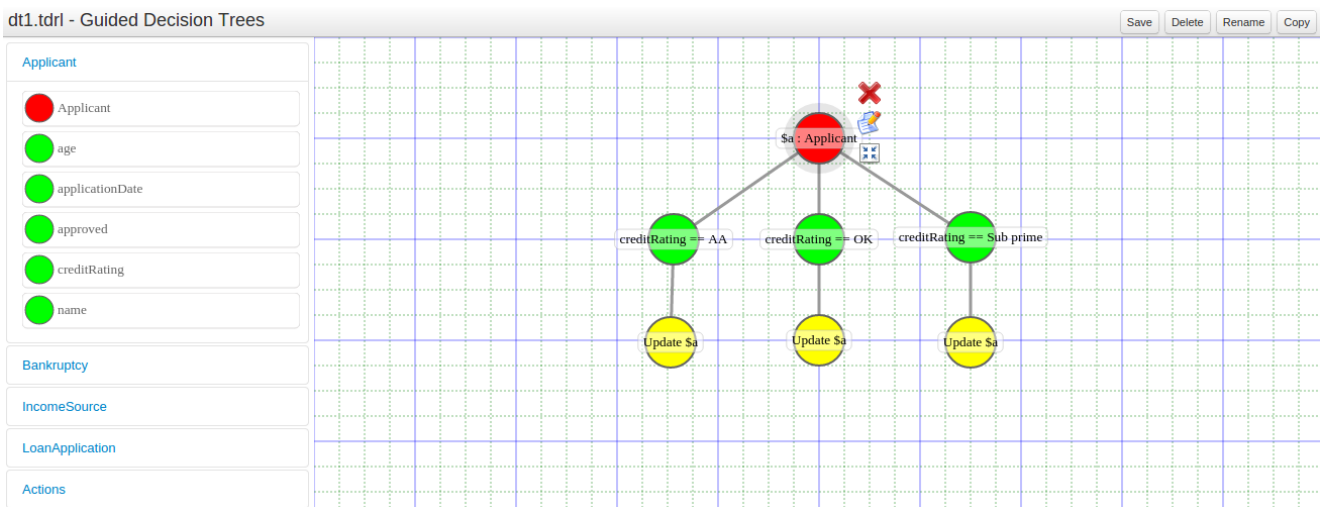 dt1.tdrl - Guided Decision Trees
Save
Delete
Rename
Copy
Applicant
Applicant
age
applicationDate
approved
creditRating
name
Bankruptcy
IncomeSource
LoanApplication
Actions
$a : Applicant
creditRating == AA
creditRating == OK
creditRating == Sub prime
Update $a
Update $a
Update $a